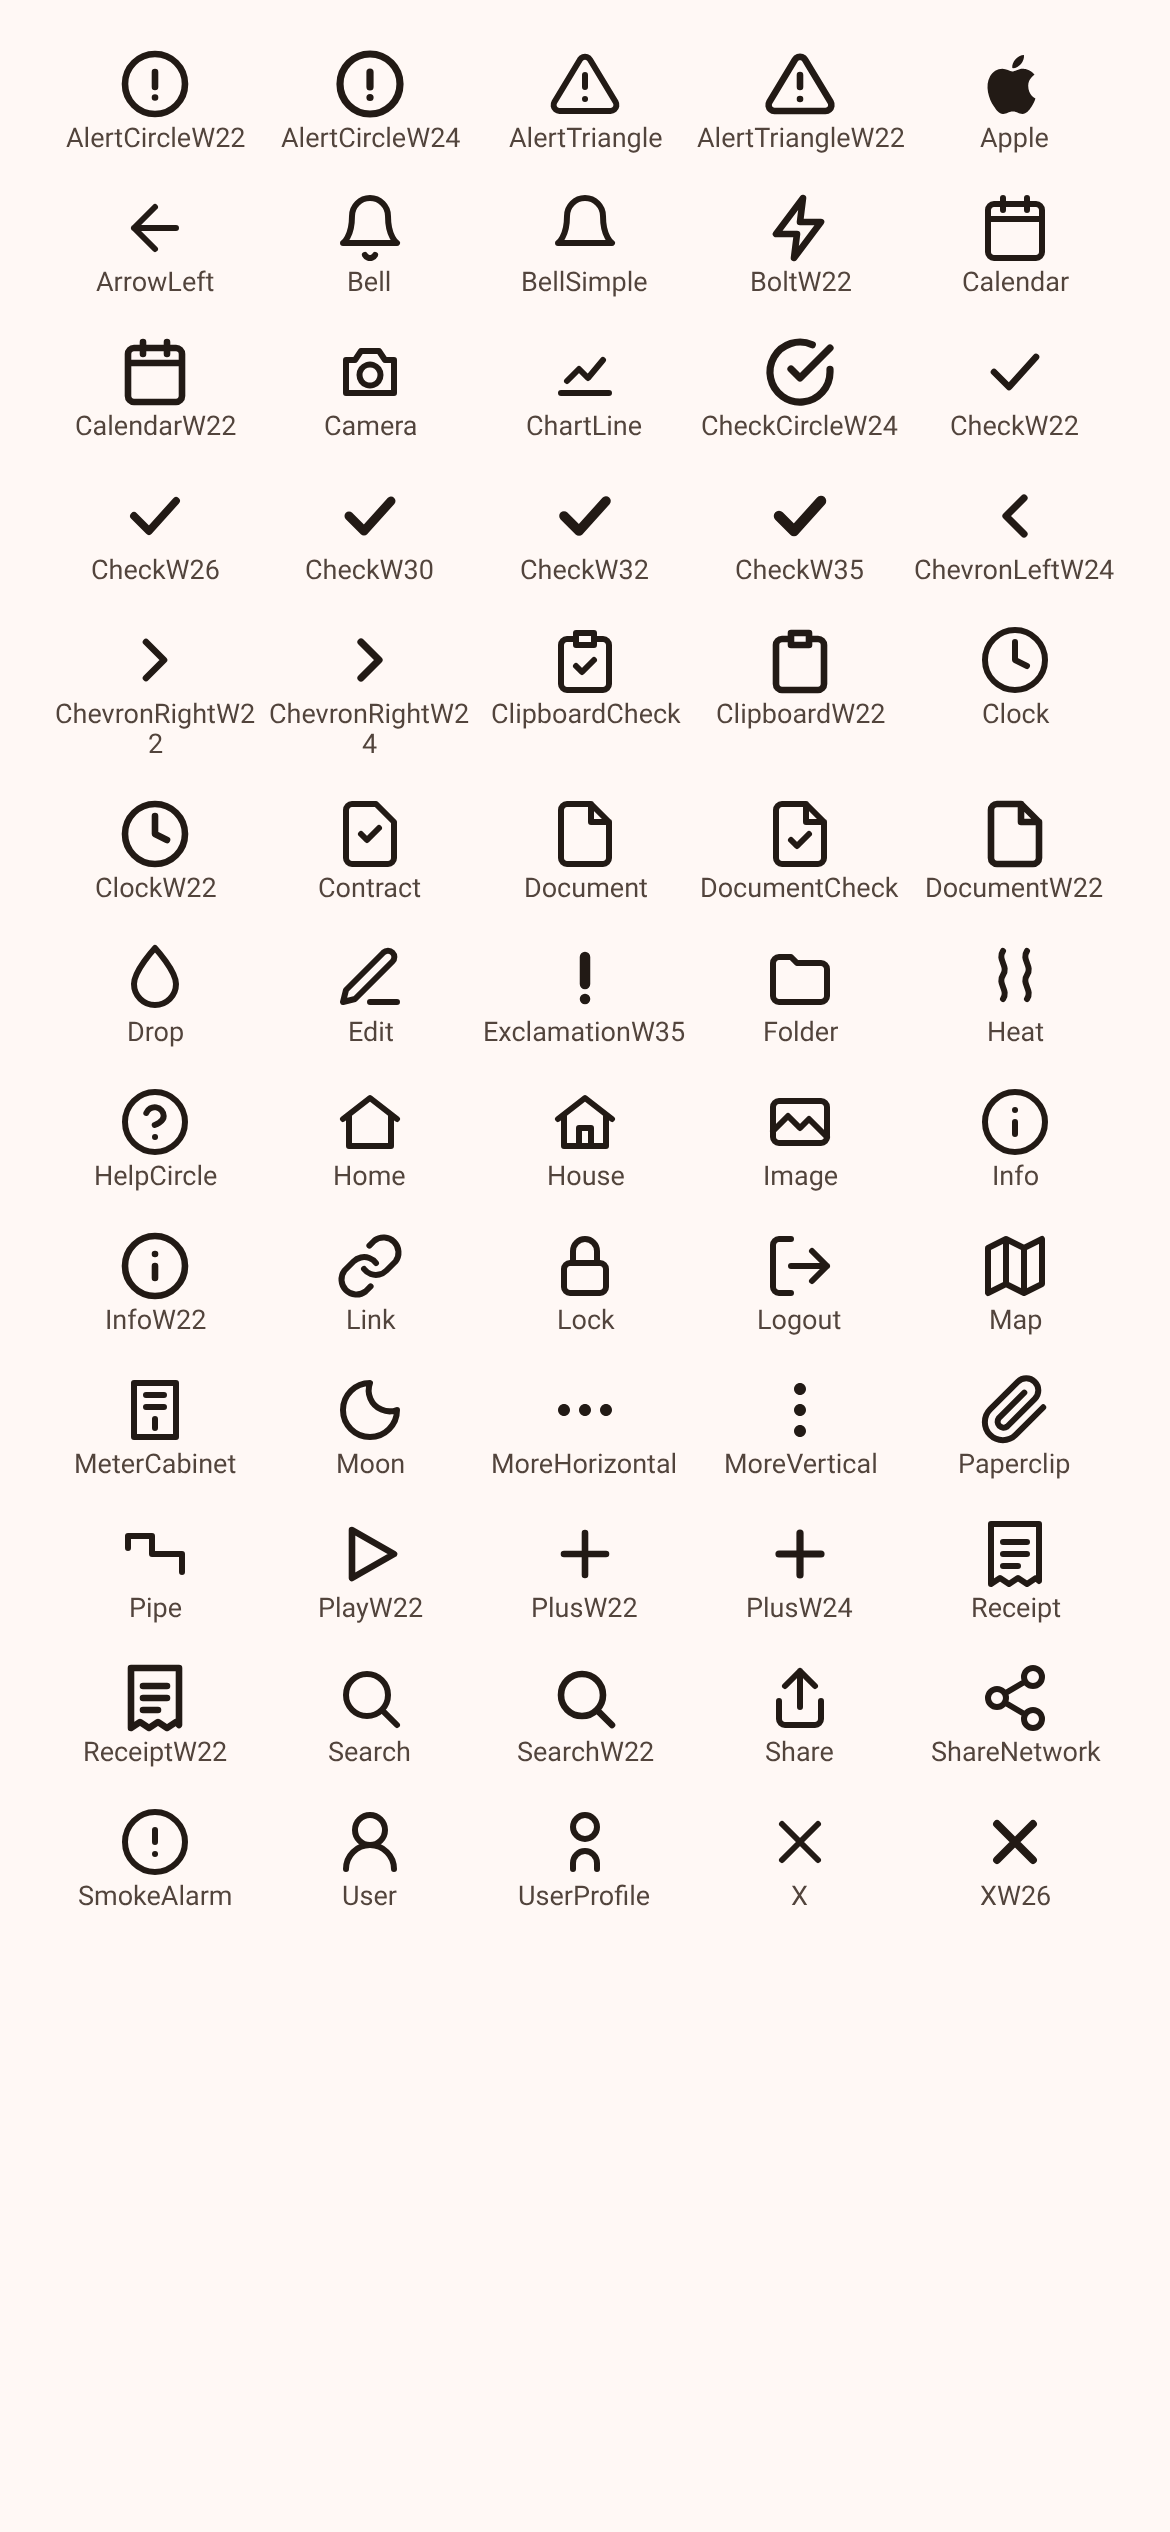 AlertCircleW22 AlertCircleW24 AlertTriangle AlertTriangleW22 Apple
ArrowLeft Bell BellSimple BoltW22 Calendar
CalendarW22 Camera ChartLine CheckCircleW24 CheckW22
CheckW26 CheckW30 CheckW32 CheckW35 ChevronLeftW24
ChevronRightW2 ChevronRightW2 ClipboardCheck ClipboardW22 Clock
2 4
ClockW22 Contract Document DocumentCheck DocumentW22
Drop Edit ExclamationW35 Folder Heat
HelpCircle Home House Image Info
InfoW22 Link Lock Logout Map
MeterCabinet Moon MoreHorizontal MoreVertical Paperclip
Pipe PlayW22 PlusW22 PlusW24 Receipt
ReceiptW22 Search SearchW22 Share ShareNetwork
SmokeAlarm User UserProfile X XW26